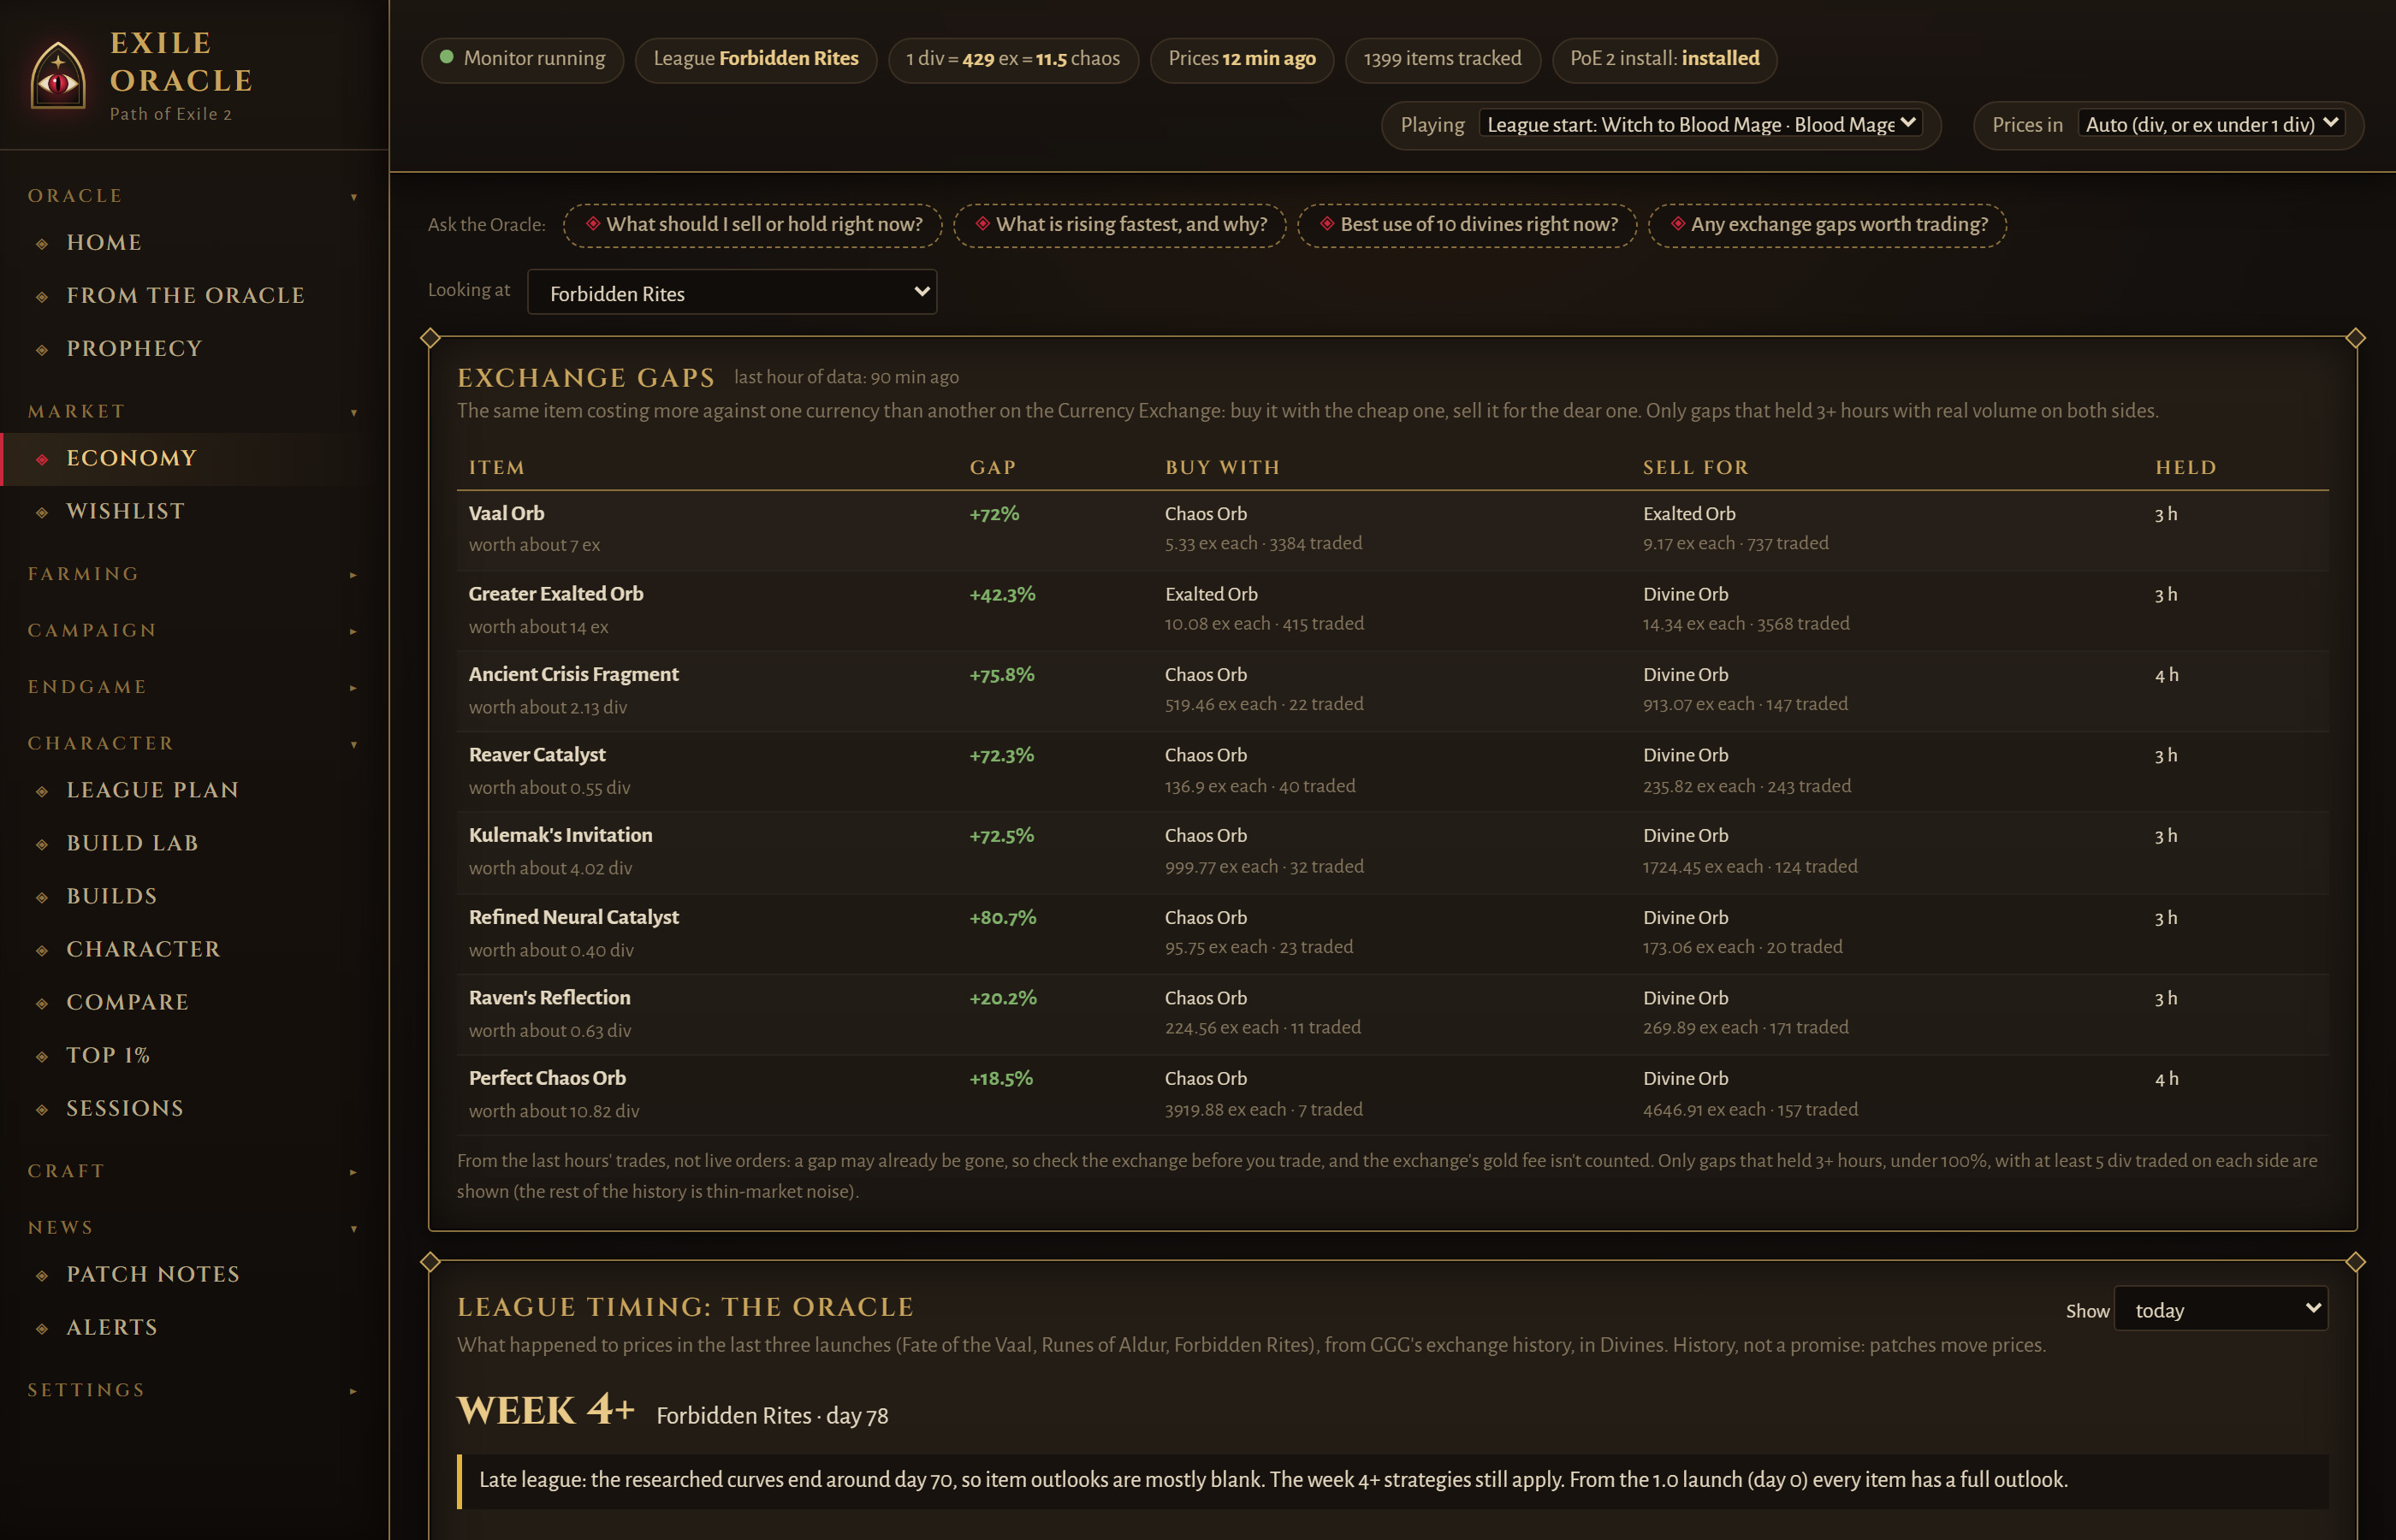 EXILE
ORACLE
Path of Exile 2
ORACLE
HOME
FROM THE ORACLE
PROPHECY
MARKET
ECONOMY
WISHLIST
FARMING
CAMPAIGN
ENDGAME
CHARACTER
LEAGUE PLAN
BUILD LAB
BUILDS
CHARACTER
COMPARE
TOP 1%
SESSIONS
CRAFT
NEWS
PATCH NOTES
ALERTS
SETTINGS
Monitor running
League Forbidden Rites
1 div = 429 ex = 11.5 chaos
Prices 12 min ago
1399 items tracked
PoE 2 install: installed
Playing League start: Witch to Blood Mage · Blood Mage
Prices in Auto (div, or ex under 1 div)
Ask the Oracle:
What should I sell or hold right now?
What is rising fastest, and why?
Best use of 10 divines right now?
Any exchange gaps worth trading?
Looking at Forbidden Rites
EXCHANGE GAPS last hour of data: 90 min ago
The same item costing more against one currency than another on the Currency Exchange: buy it with the cheap one, sell it for the dear one. Only gaps that held 3+ hours with real volume on both sides.
ITEM GAP BUY WITH SELL FOR HELD
Vaal Orb +72% Chaos Orb Exalted Orb 3 h
worth about 7 ex 5.33 ex each · 3384 traded 9.17 ex each · 737 traded
Greater Exalted Orb +42.3% Exalted Orb Divine Orb 3 h
worth about 14 ex 10.08 ex each · 415 traded 14.34 ex each · 3568 traded
Ancient Crisis Fragment +75.8% Chaos Orb Divine Orb 4 h
worth about 2.13 div 519.46 ex each · 22 traded 913.07 ex each · 147 traded
Reaver Catalyst +72.3% Chaos Orb Divine Orb 3 h
worth about 0.55 div 136.9 ex each · 40 traded 235.82 ex each · 243 traded
Kulemak's Invitation +72.5% Chaos Orb Divine Orb 3 h
worth about 4.02 div 999.77 ex each · 32 traded 1724.45 ex each · 124 traded
Refined Neural Catalyst +80.7% Chaos Orb Divine Orb 3 h
worth about 0.40 div 95.75 ex each · 23 traded 173.06 ex each · 20 traded
Raven's Reflection +20.2% Chaos Orb Divine Orb 3 h
worth about 0.63 div 224.56 ex each · 11 traded 269.89 ex each · 171 traded
Perfect Chaos Orb +18.5% Chaos Orb Divine Orb 4 h
worth about 10.82 div 3919.88 ex each · 7 traded 4646.91 ex each · 157 traded
From the last hours' trades, not live orders: a gap may already be gone, so check the exchange before you trade, and the exchange's gold fee isn't counted. Only gaps that held 3+ hours, under 100%, with at least 5 div traded on each side are
shown (the rest of the history is thin-market noise).
LEAGUE TIMING: THE ORACLE
Show today
What happened to prices in the last three launches (Fate of the Vaal, Runes of Aldur, Forbidden Rites), from GGG's exchange history, in Divines. History, not a promise: patches move prices.
WEEK 4+ Forbidden Rites · day 78
Late league: the researched curves end around day 70, so item outlooks are mostly blank. The week 4+ strategies still apply. From the 1.0 launch (day 0) every item has a full outlook.